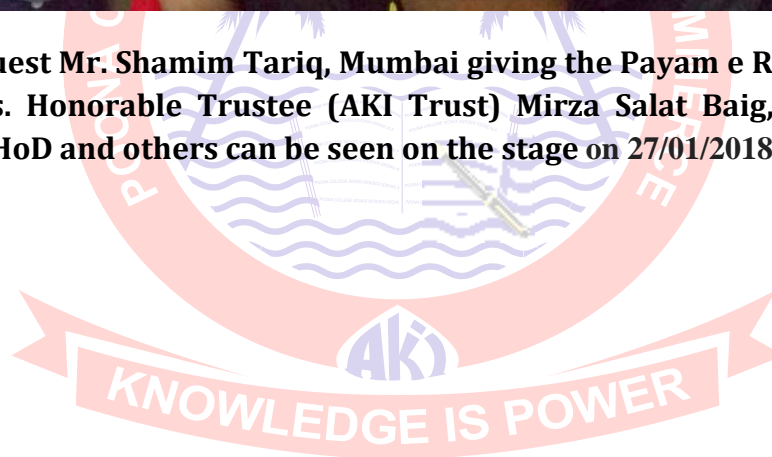 uest Mr. Shamim Tariq, Mumbai giving the Payam e R
s. Honorable Trustee (AKI Trust) Mirza Salat Baig,
HoD and others can be seen on the stage on 27/01/2018
AKI
KNOWLEDGE IS POWER